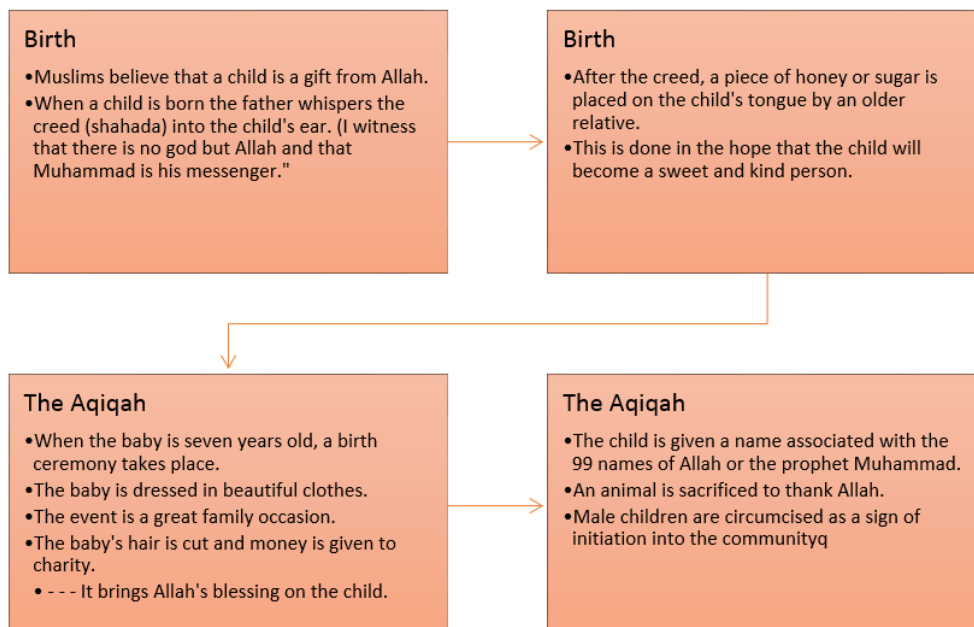 Birth
•Muslims believe that a child is a gift from Allah.
•When a child is born the father whispers the
creed (shahada) into the child's ear. (I witness
that there is no god but Allah and that
Muhammad is his messenger."
Birth
•After the creed, a piece of honey or sugar is
placed on the child's tongue by an older
relative.
•This is done in the hope that the child will
become a sweet and kind person.
The Aqiqah
•When the baby is seven years old, a birth
ceremony takes place.
•The baby is dressed in beautiful clothes.
•The event is a great family occasion.
•The baby's hair is cut and money is given to
charity.
• - - - It brings Allah's blessing on the child.
The Aqiqah
•The child is given a name associated with the
99 names of Allah or the prophet Muhammad.
•An animal is sacrificed to thank Allah.
•Male children are circumcised as a sign of
initiation into the communityq